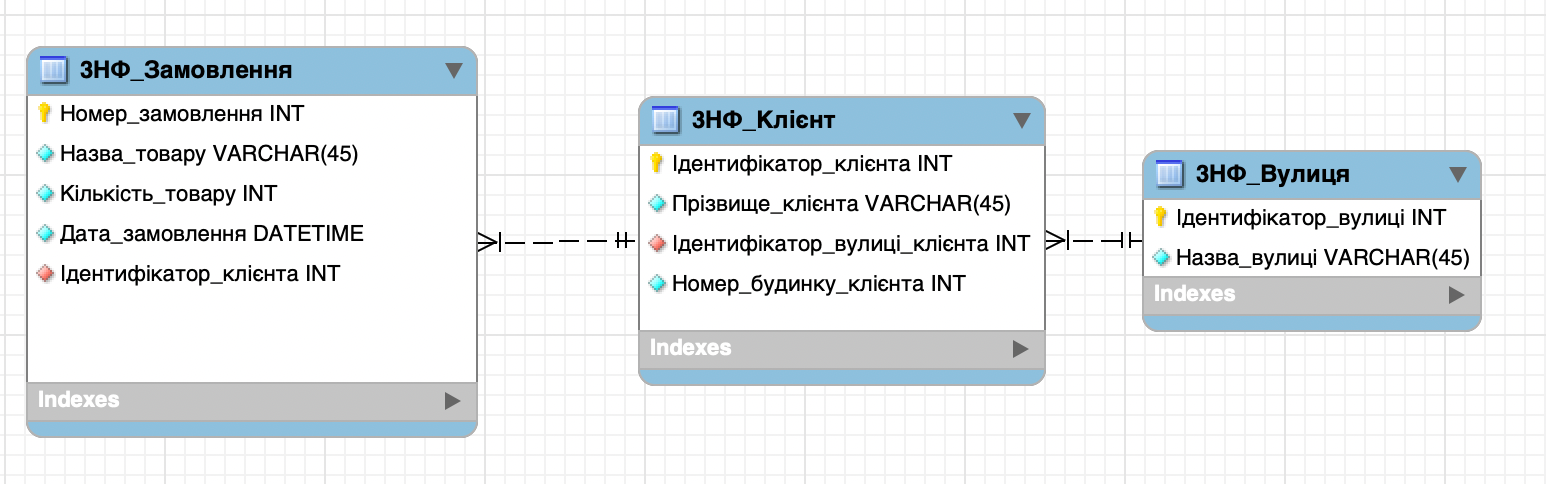 3НФ_Замовлення
Номер_замовлення INT
Назва_товару VARCHAR(45)
Кількість_товару INT
Дата_замовлення DATETIME
Ідентифікатор_клієнта INT
Indexes
3НФ_Клієнт
Ідентифікатор_клієнта INT
Прізвище_клієнта VARCHAR(45)
Ідентифікатор_вулиці_клієнта INT
Номер_будинку_клієнта INT
Indexes
3НФ_Вулиця
Ідентифікатор_вулиці INT
Назва_вулиці VARCHAR(45)
Indexes